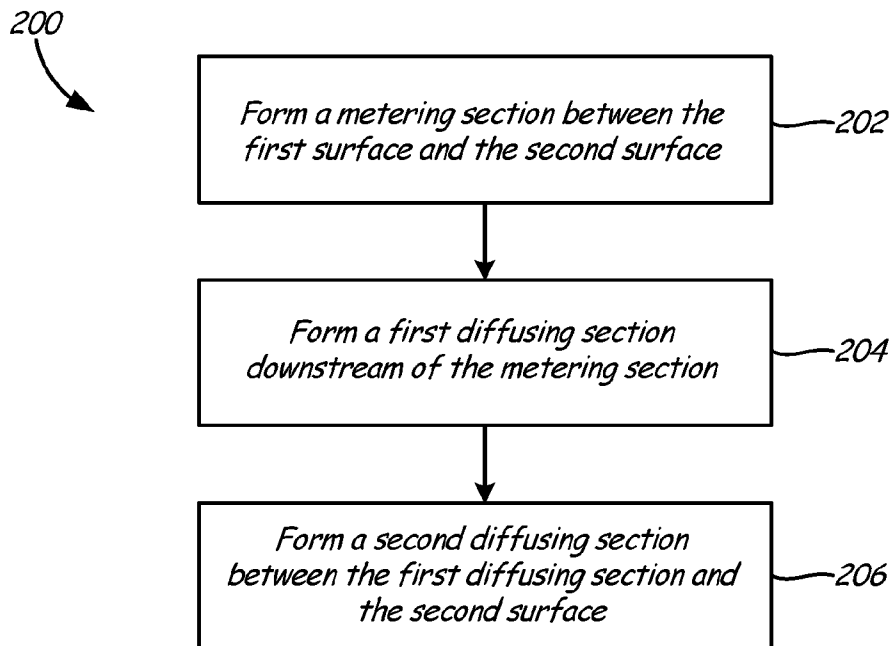 200
Form a metering section between the
first surface and the second surface
202
Form a first diffusing section
downstream of the metering section
204
Form a second diffusing section
between the first diffusing section and
the second surface
206